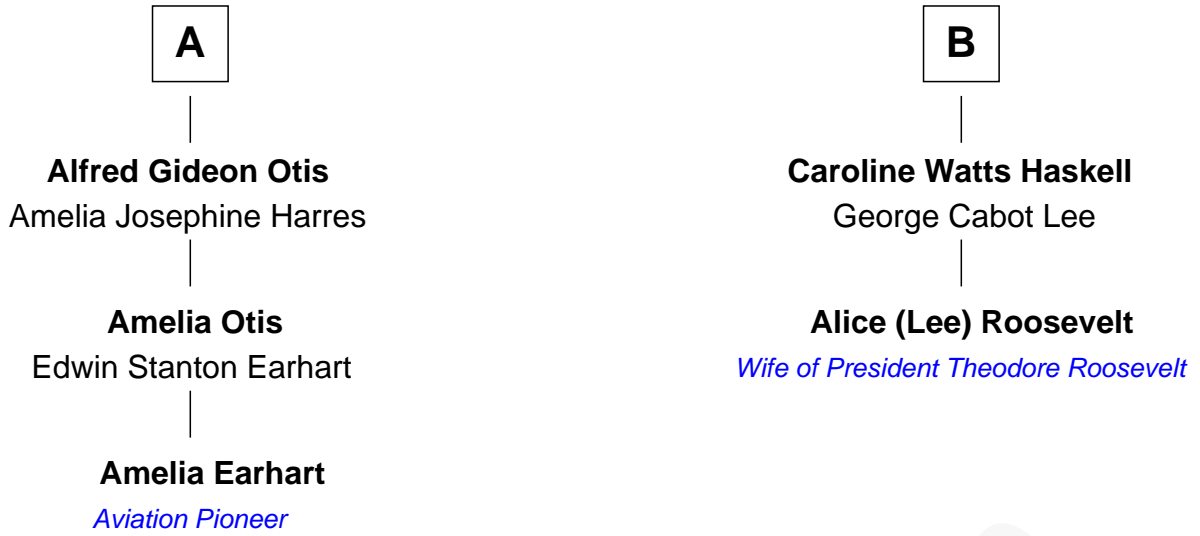 A
Alfred Gideon Otis
Amelia Josephine Harres
Amelia Otis
Edwin Stanton Earhart
Amelia Earhart
Aviation Pioneer
B
Caroline Watts Haskell
George Cabot Lee
Alice (Lee) Roosevelt
Wife of President Theodore Roosevelt